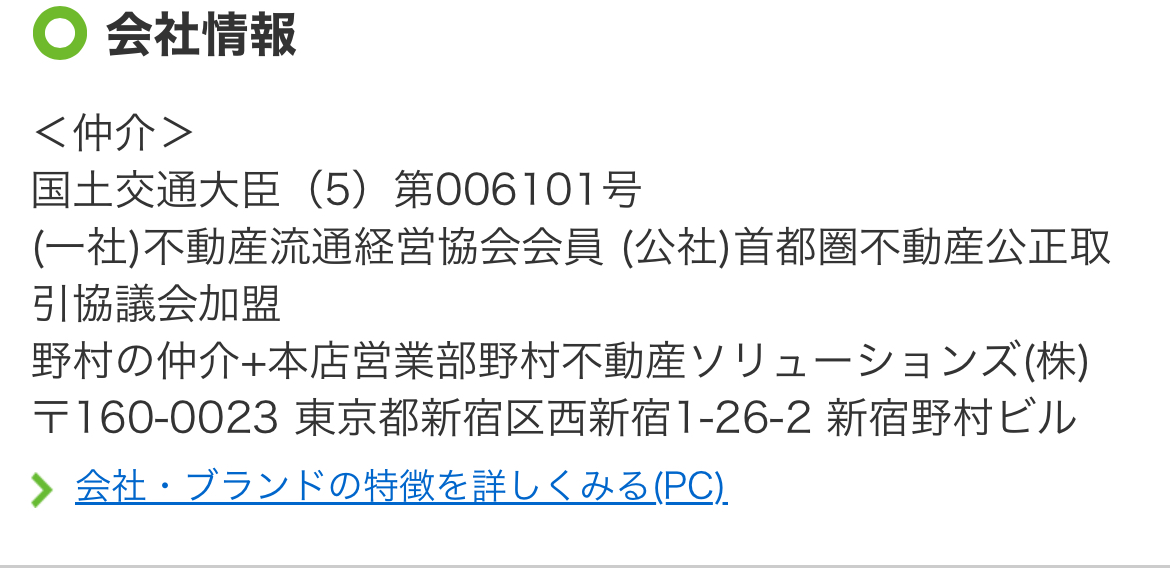 会社情報
＜仲介＞
国土交通大臣（5）第006101号
(一社)不動産流通経営協会会員 (公社)首都圏不動産公正取
引協議会加盟
野村の仲介+本店営業部野村不動産ソリューションズ(株)
〒160-0023 東京都新宿区西新宿1-26-2 新宿野村ビル
会社・ブランドの特徴を詳しくみる(PC)